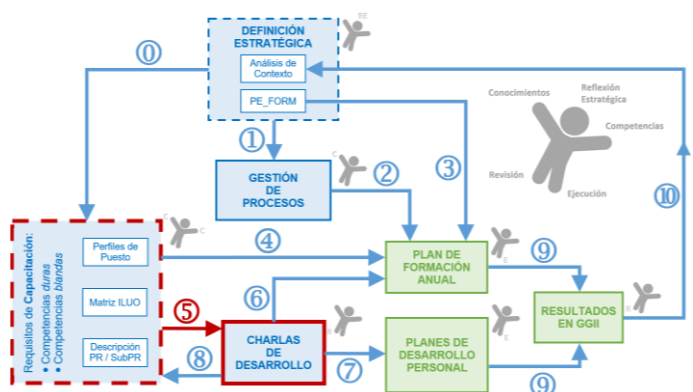 DEFINICIÓN
ESTRATÉGICA
Análisis de
Contexto
PE_FORM
RE
⓪
①
GESTIÓN
DE
PROCESOS
C
②
③
Conocimientos
Reflexión
Estratégica
Competencias
Revisión
Ejecución
⑩
Requisitos de Capacitación:
• Competencias duras
• Competencias blandas
Perfiles de
Puesto
Matriz ILUO
Descripción
PR / SubPR
C
C
④
⑤
⑥
⑧
CHARLAS
DE
DESARROLLO
R
⑦
PLAN DE
FORMACIÓN
ANUAL
E
⑨
PLANES DE
DESARROLLO
PERSONAL
E
⑨
RESULTADOS
EN GGII
R